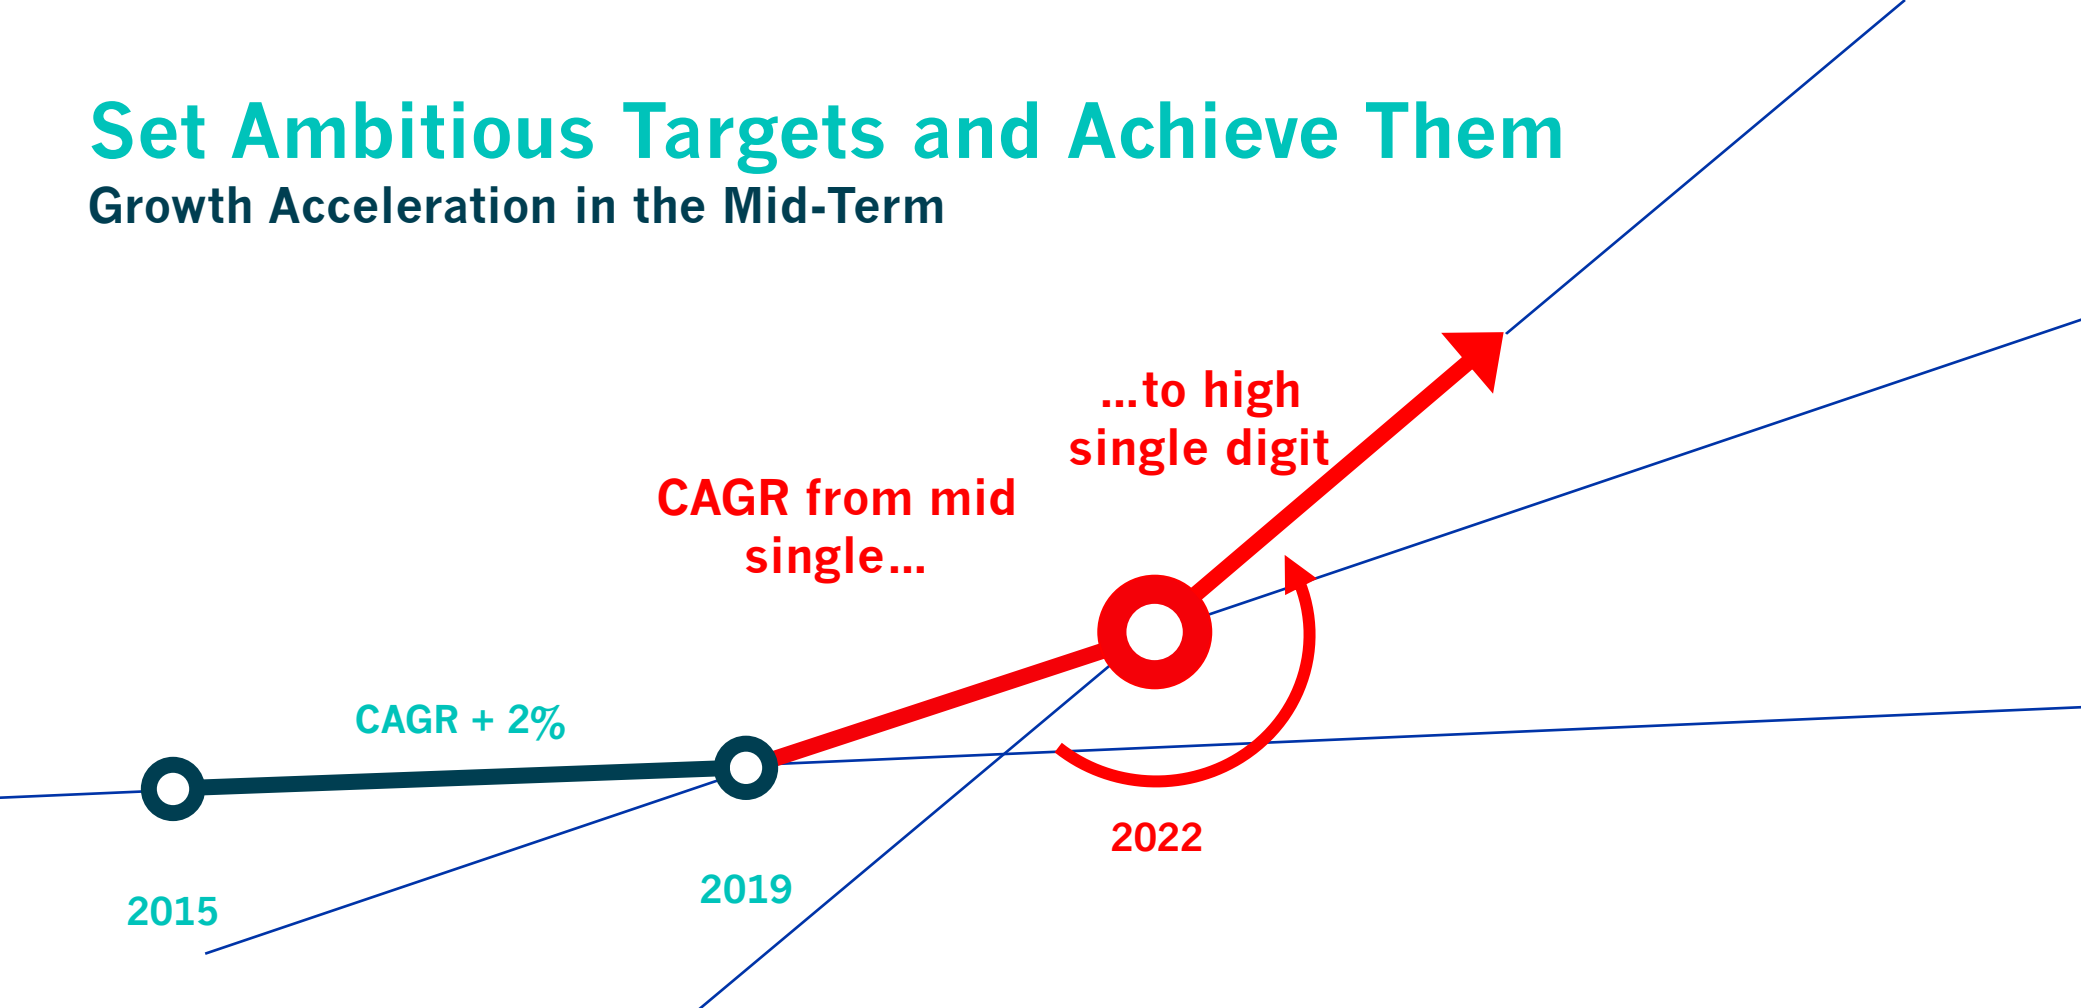 Set Ambitious Targets and Achieve Them
Growth Acceleration in the Mid-Term
...to high
single digit
CAGR from mid
single...
CAGR + 2%
2022
2019
2015